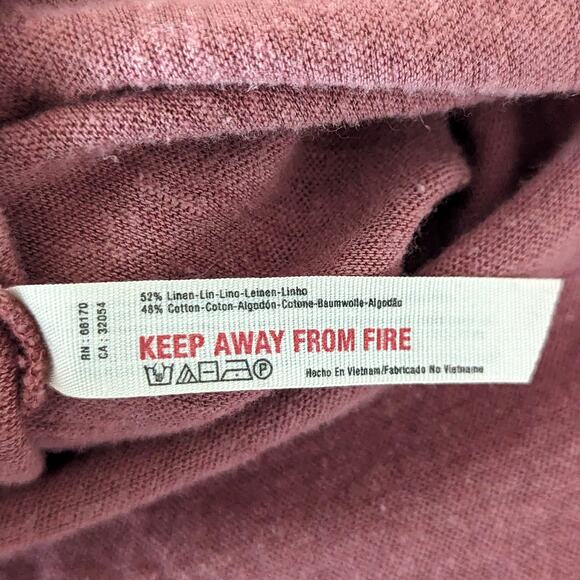 RN : 66170
CA : 32054
52% Linen-Lin-Lino-Leinen-Linho
48% Cotton-Coton-Algodón-Cotone-Baumwolle-Algodão
KEEP AWAY FROM FIRE
P
Hecho En Vietnam/Fabricado No Vietname